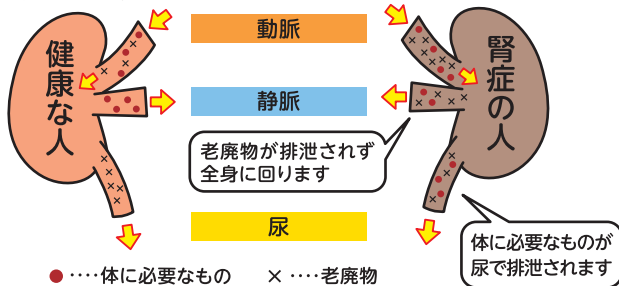 健康な人
動脈
腎症の人
静脈
老廃物が排泄されず
全身に回ります
尿
体に必要なものが
尿で排泄されます
●‥‥体に必要なもの　×‥‥老廃物